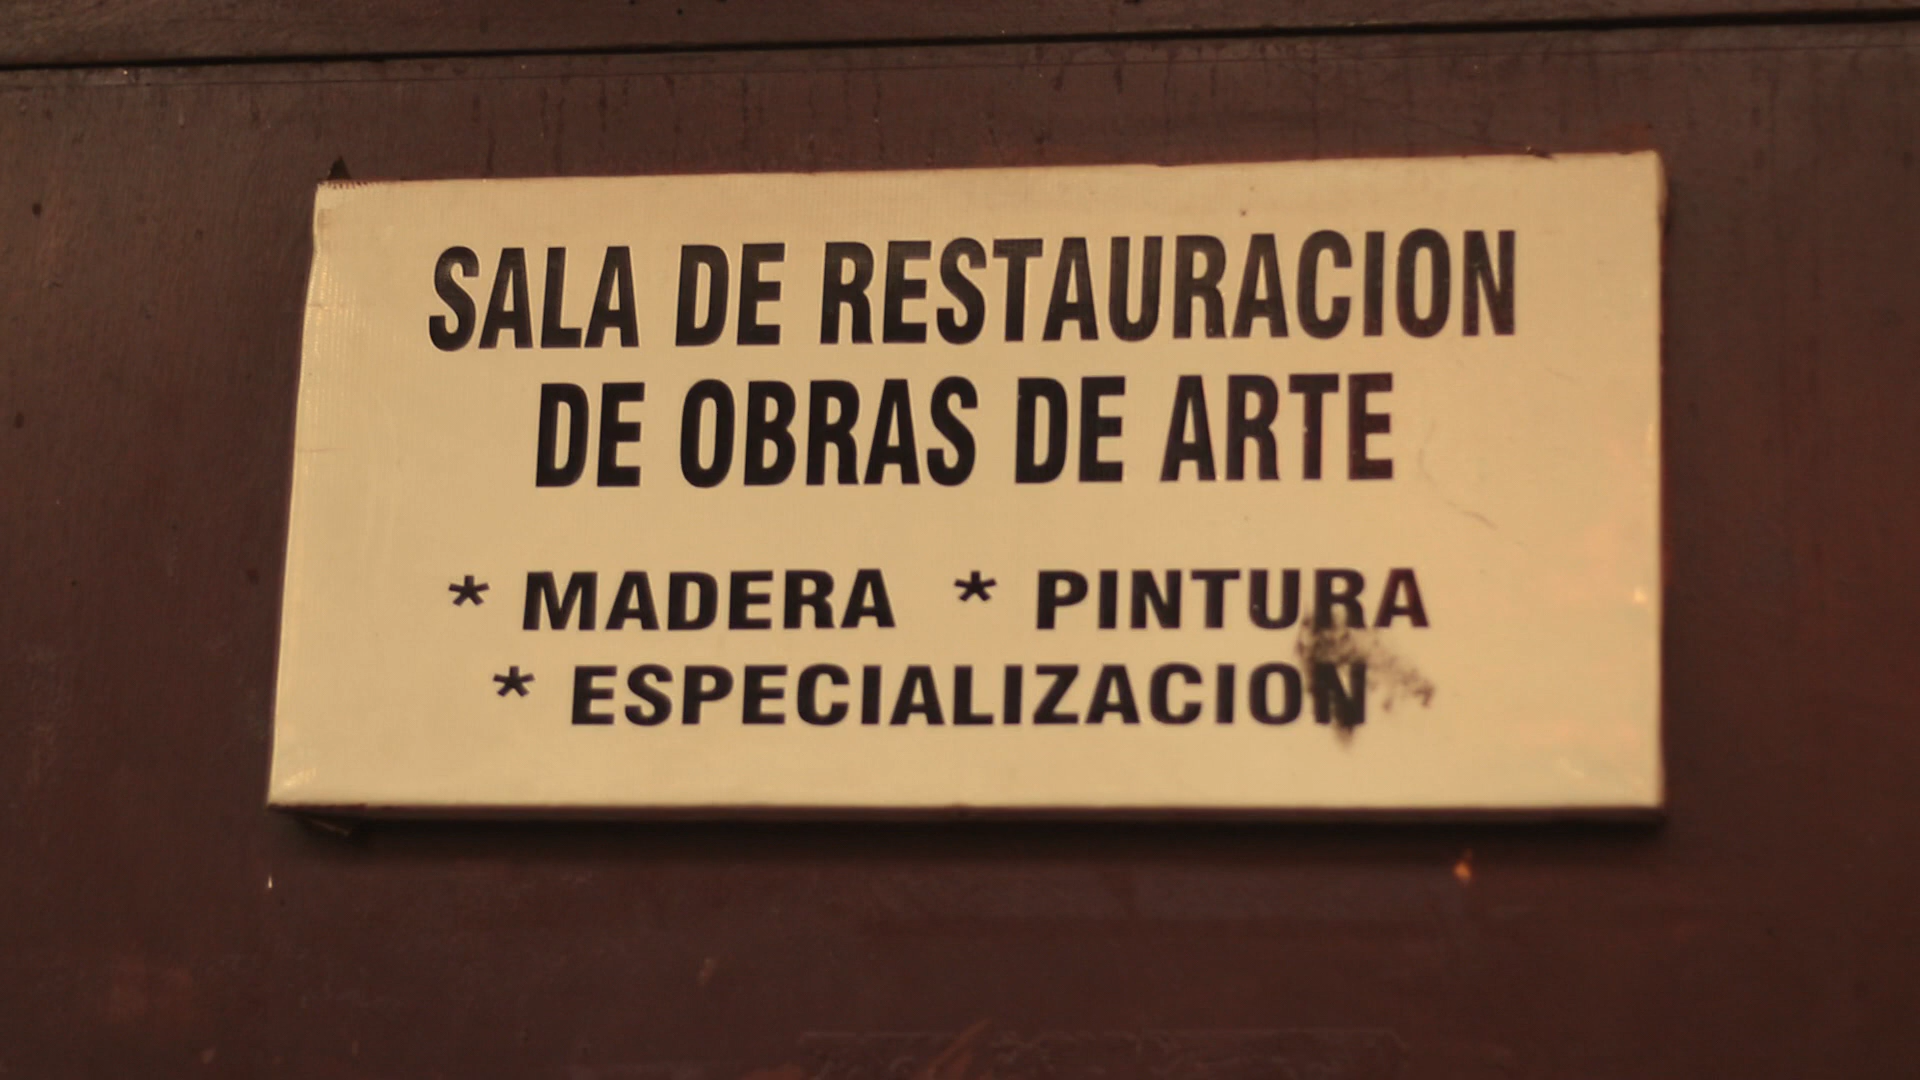 SALA DE RESTAURACION
DE OBRAS DE ARTE
* MADERA * PINTURA
* ESPECIALIZACION